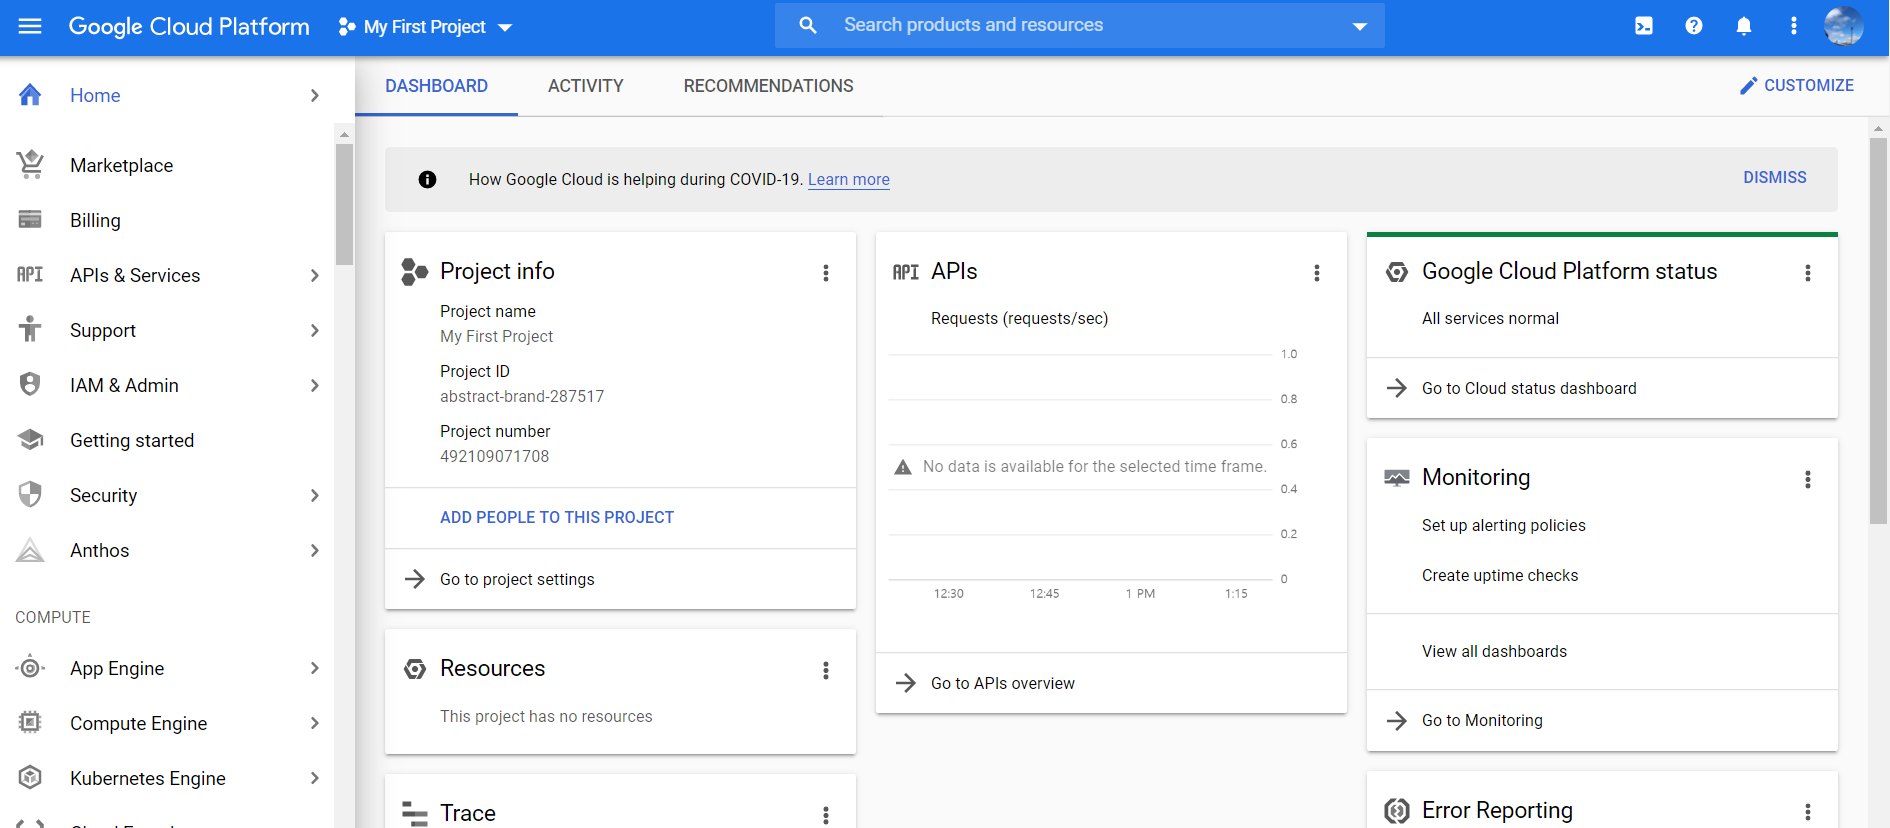 Google Cloud Platform
My First Project
Search products and resources
Home
Marketplace
Billing
API
APIs & Services
Support
IAM & Admin
Getting started
Security
Anthos
COMPUTE
App Engine
Compute Engine
Kubernetes Engine
DASHBOARD
ACTIVITY
RECOMMENDATIONS
CUSTOMIZE
How Google Cloud is helping during COVID-19. Learn more
DISMISS
Project info
Project name
My First Project
Project ID
abstract-brand-287517
Project number
492109071708
ADD PEOPLE TO THIS PROJECT
Go to project settings
Resources
This project has no resources
Trace
API
APIs
Requests (requests/sec)
1.0
0.8
0.6
No data is available for the selected time frame.
0.4
0.2
0
12:30
12:45
1 PM
1:15
Go to APIs overview
Google Cloud Platform status
All services normal
Go to Cloud status dashboard
Monitoring
Set up alerting policies
Create uptime checks
View all dashboards
Go to Monitoring
Error Reporting